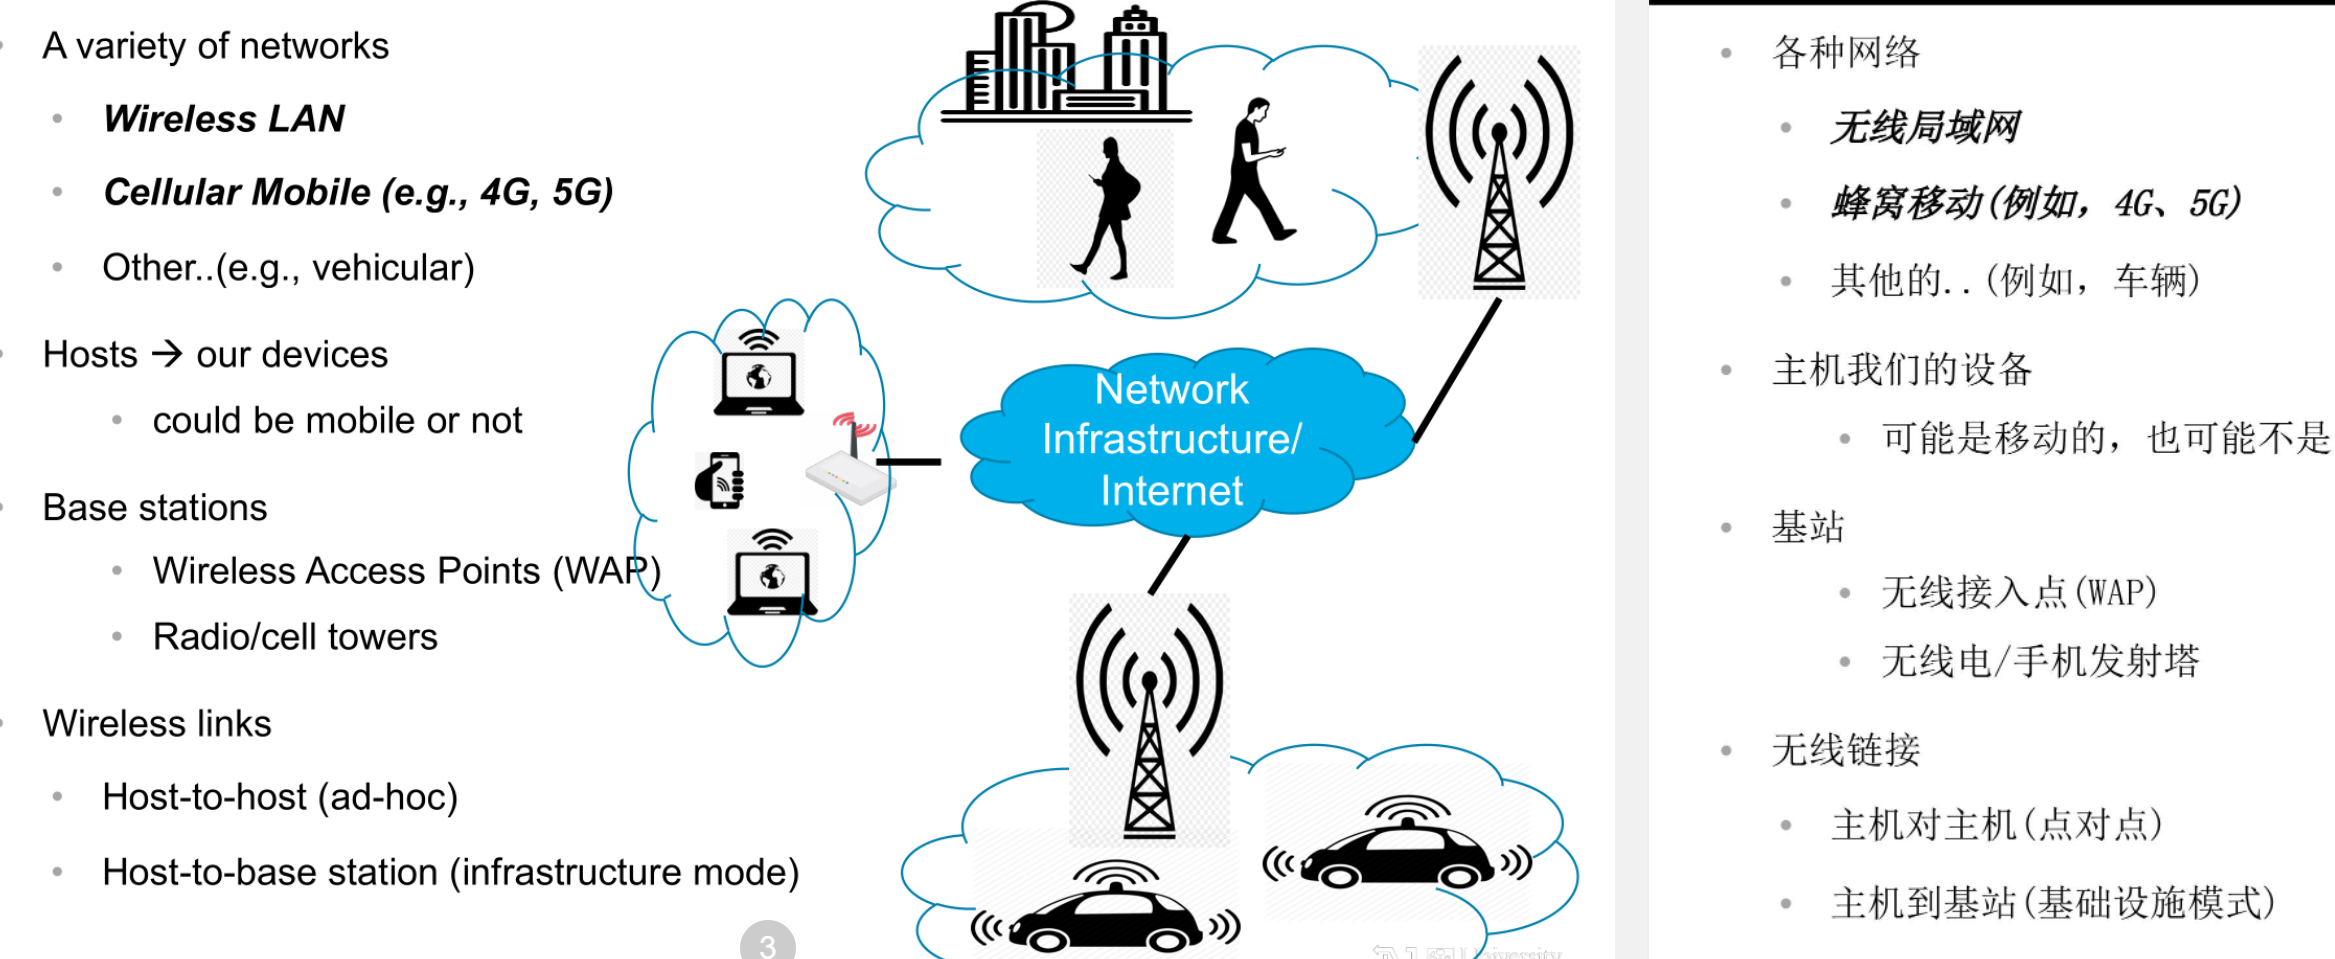 A variety of networks
Wireless LAN
Cellular Mobile (e.g., 4G, 5G)
Other..(e.g., vehicular)
Hosts → our devices
could be mobile or not
Base stations
Wireless Access Points (WAP)
Radio/cell towers
Wireless links
Host-to-host (ad-hoc)
Host-to-base station (infrastructure mode)
Network
Infrastructure/
Internet
3
University
各种网络
无线局域网
蜂窝移动(例如, 4G、5G)
其他的..(例如, 车辆)
主机我们的设备
可能是移动的, 也可能不是
基站
无线接入点(WAP)
无线电/手机发射塔
无线链接
主机对主机(点对点)
主机到基站(基础设施模式)